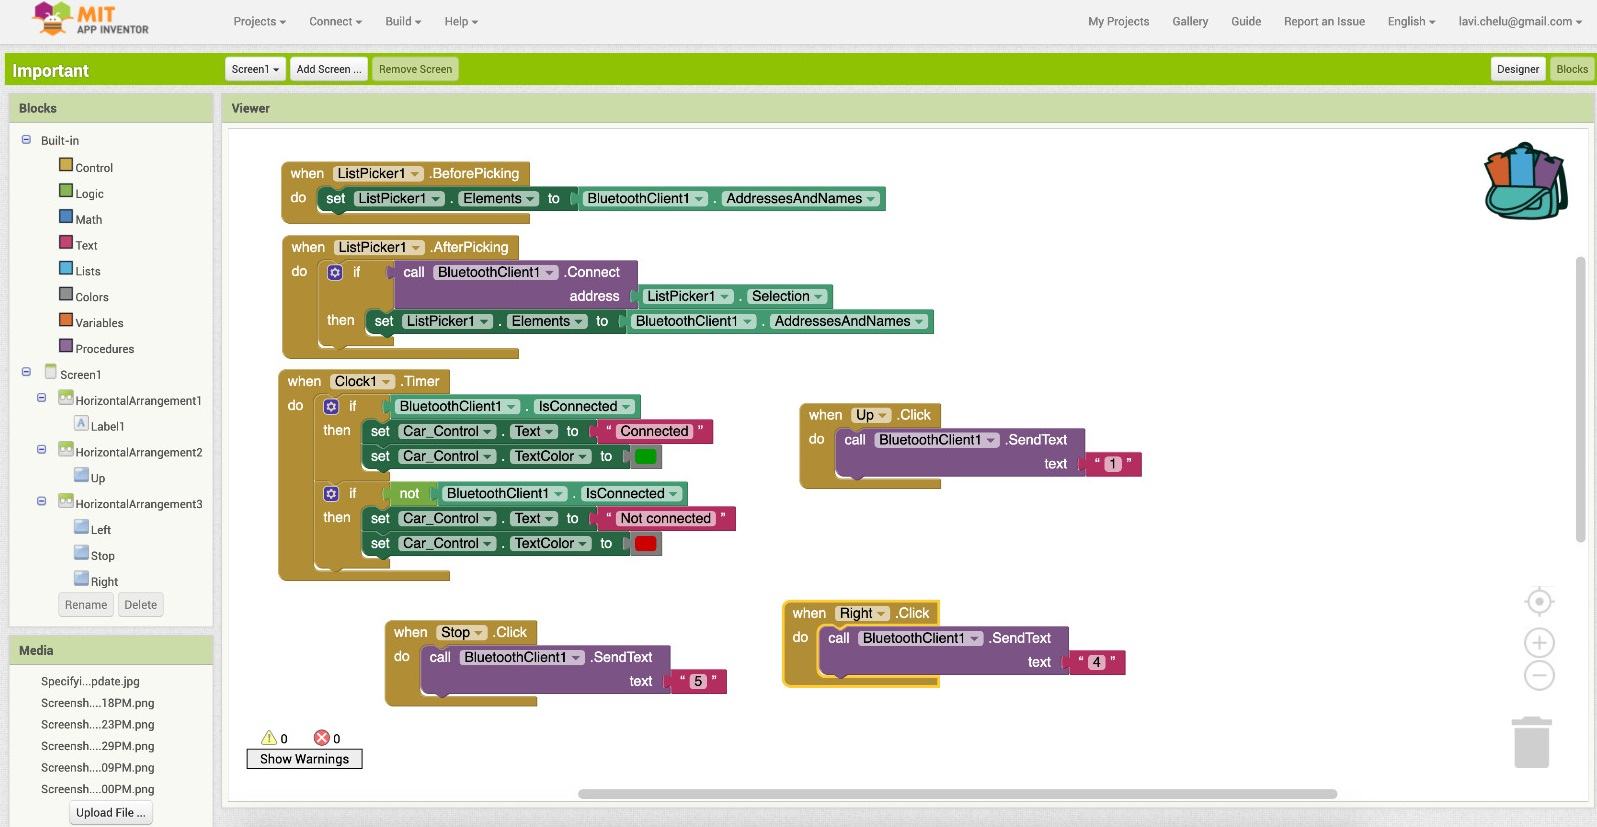 MIT
APP INVENTOR
Projects Connect Build Help My Projects Gallery Guide Report an Issue English lavi.chelu@gmail.com
Important Screen1 Add Screen ... Remove Screen Designer Blocks
Blocks
Built-in
Control
Logic
Math
Text
Lists
Colors
Variables
Procedures
Screen1
HorizontalArrangement1
A Label1
HorizontalArrangement2
Up
HorizontalArrangement3
Left
Stop
Right
Rename Delete
Media
Specifyi...pdate.jpg
Screensh....18PM.png
Screensh....23PM.png
Screensh....29PM.png
Screensh....09PM.png
Screensh....00PM.png
Upload File ...
Viewer
when ListPicker1 .BeforePicking
do set ListPicker1 . Elements to BluetoothClient1 . AddressesAndNames
when ListPicker1 .AfterPicking
do if call BluetoothClient1 .Connect
address ListPicker1 . Selection
then set ListPicker1 . Elements to BluetoothClient1 . AddressesAndNames
when Clock1 .Timer
do if BluetoothClient1 . IsConnected
then set Car_Control . Text to “ Connected ”
set Car_Control . TextColor to
if not BluetoothClient1 . IsConnected
then set Car_Control . Text to “ Not connected ”
set Car_Control . TextColor to
when Up .Click
do call BluetoothClient1 .SendText
text “ 1 ”
when Stop .Click
do call BluetoothClient1 .SendText
text “ 5 ”
when Right .Click
do call BluetoothClient1 .SendText
text “ 4 ”
0 0
Show Warnings